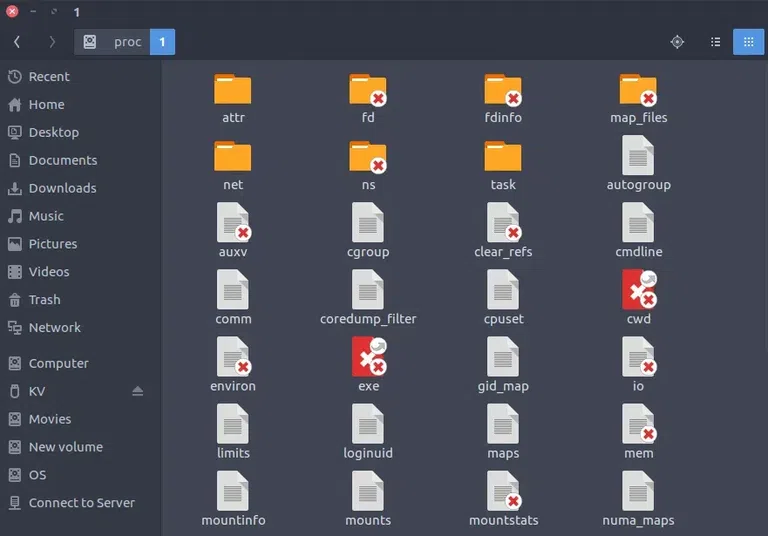 1
proc 1
Recent
Home
Desktop
Documents
Downloads
Music
Pictures
Videos
Trash
Network
Computer
KV
Movies
New volume
OS
Connect to Server
attr fd fdinfo map_files
net ns task autogroup
auxv cgroup clear_refs cmdline
comm coredump_filter cpuset cwd
environ exe gid_map io
limits loginuid maps mem
mountinfo mounts mountstats numa_maps